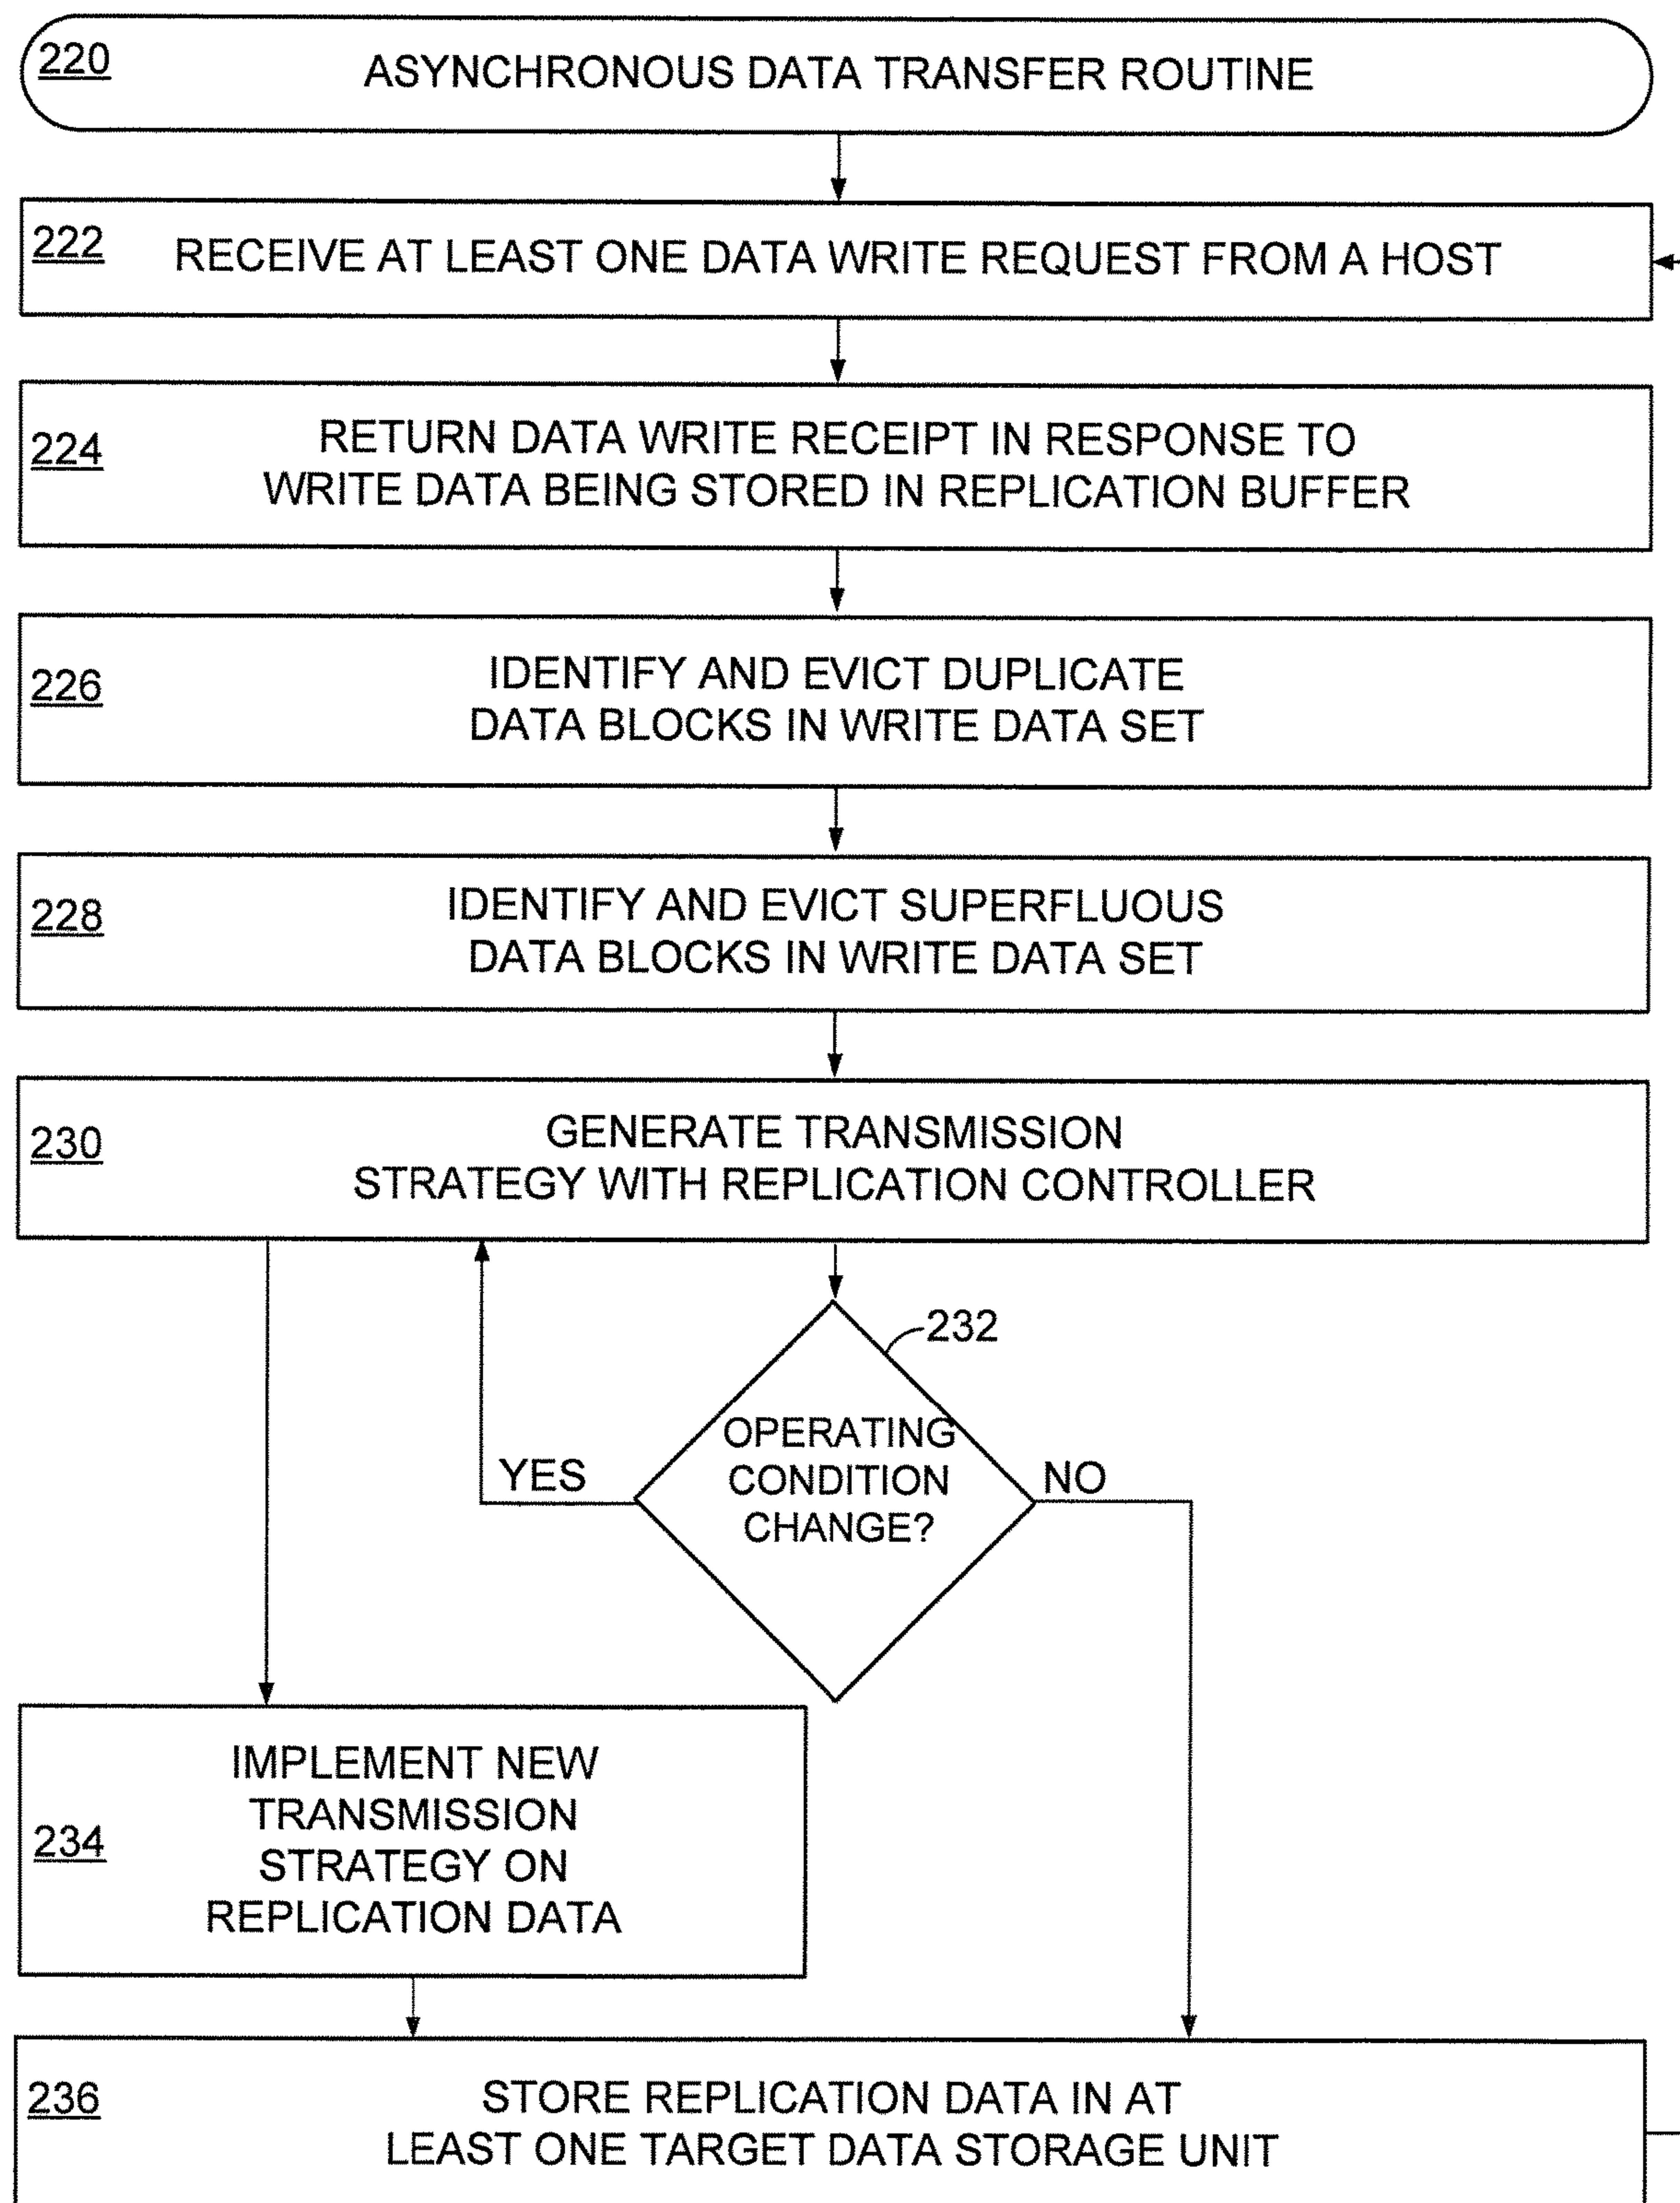 220
ASYNCHRONOUS DATA TRANSFER ROUTINE
222
RECEIVE AT LEAST ONE DATA WRITE REQUEST FROM A HOST
224
RETURN DATA WRITE RECEIPT IN RESPONSE TO
WRITE DATA BEING STORED IN REPLICATION BUFFER
226
IDENTIFY AND EVICT DUPLICATE
DATA BLOCKS IN WRITE DATA SET
228
IDENTIFY AND EVICT SUPERFLUOUS
DATA BLOCKS IN WRITE DATA SET
230
GENERATE TRANSMISSION
STRATEGY WITH REPLICATION CONTROLLER
232
OPERATING
CONDITION
CHANGE?
YES
NO
234
IMPLEMENT NEW
TRANSMISSION
STRATEGY ON
REPLICATION DATA
236
STORE REPLICATION DATA IN AT
LEAST ONE TARGET DATA STORAGE UNIT